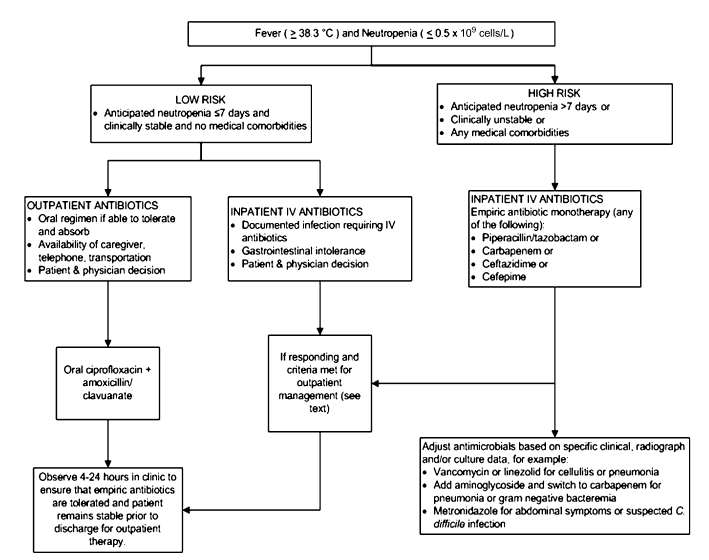 Fever ( ≥ 38.3 °C ) and Neutropenia ( ≤ 0.5 x 10⁹ cells/L )
LOW RISK
• Anticipated neutropenia ≤7 days and
clinically stable and no medical comorbidities
HIGH RISK
• Anticipated neutropenia >7 days or
• Clinically unstable or
• Any medical comorbidities
OUTPATIENT ANTIBIOTICS
• Oral regimen if able to tolerate
and absorb
• Availability of caregiver,
telephone, transportation
• Patient & physician decision
INPATIENT IV ANTIBIOTICS
• Documented infection requiring IV
antibiotics
• Gastrointestinal intolerance
• Patient & physician decision
INPATIENT IV ANTIBIOTICS
Empiric antibiotic monotherapy (any
of the following):
• Piperacillin/tazobactam or
• Carbapenem or
• Ceftazidime or
• Cefepime
Oral ciprofloxacin +
amoxicillin/
clavuanate
If responding and
criteria met for
outpatient
management (see
text)
Observe 4-24 hours in clinic to
ensure that empiric antibiotics
are tolerated and patient
remains stable prior to
discharge for outpatient
therapy.
Adjust antimicrobials based on specific clinical, radiograph
and/or culture data, for example:
• Vancomycin or linezolid for cellulitis or pneumonia
• Add aminoglycoside and switch to carbapenem for
pneumonia or gram negative bacteremia
• Metronidazole for abdominal symptoms or suspected C.
difficile infection